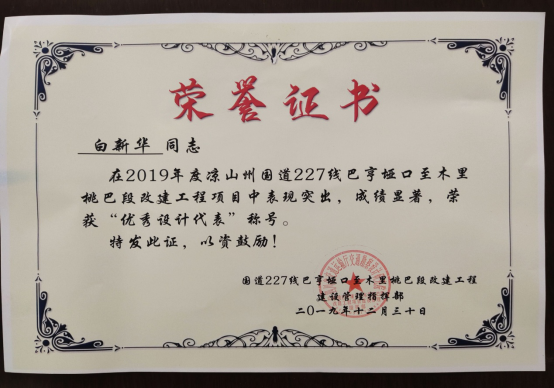 荣誉证书
白新华 同志
在2019年度凉山州国道227线巴亨垭口至木里
桃巴段改建工程项目中表现突出，成绩显著，荣
获“优秀设计代表”称号。
特发此证，以资鼓励！
国道227线巴亨垭口至木里桃巴段改建工程
建设管理指挥部
二〇一九年十二月三十日